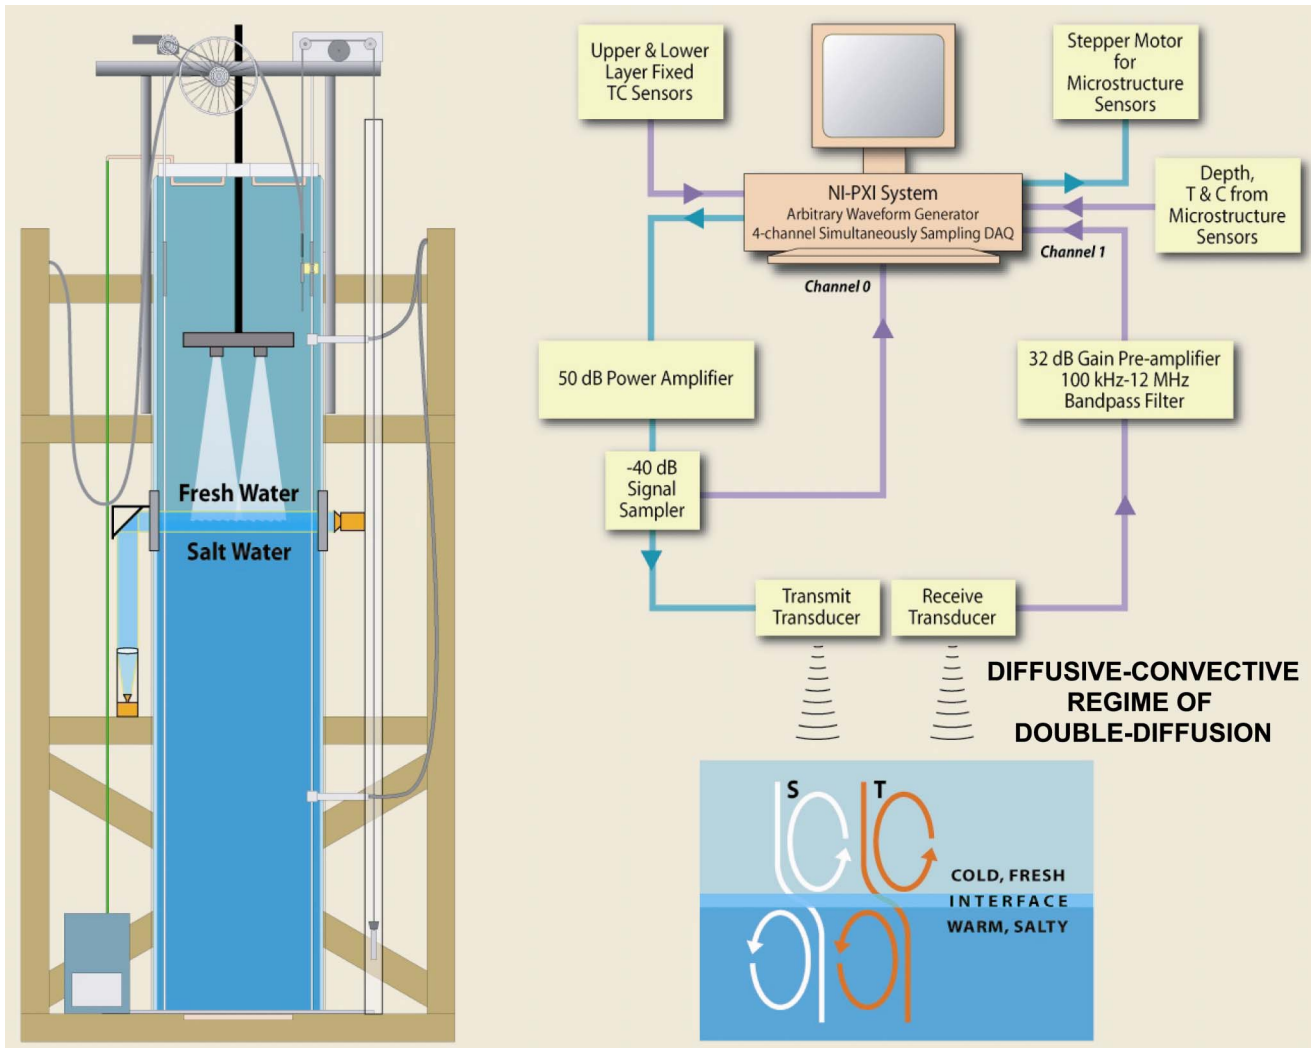 Fresh Water
Salt Water
Upper & Lower
Layer Fixed
TC Sensors
Stepper Motor
for
Microstructure
Sensors
NI-PXI System
Arbitrary Waveform Generator
4-channel Simultaneously Sampling DAQ
Depth,
T & C from
Microstructure
Sensors
Channel 1
Channel 0
50 dB Power Amplifier
32 dB Gain Pre-amplifier
100 kHz-12 MHz
Bandpass Filter
-40 dB
Signal
Sampler
Transmit
Transducer
Receive
Transducer
DIFFUSIVE-CONVECTIVE
REGIME OF
DOUBLE-DIFFUSION
S T
COLD, FRESH
INTERFACE
WARM, SALTY